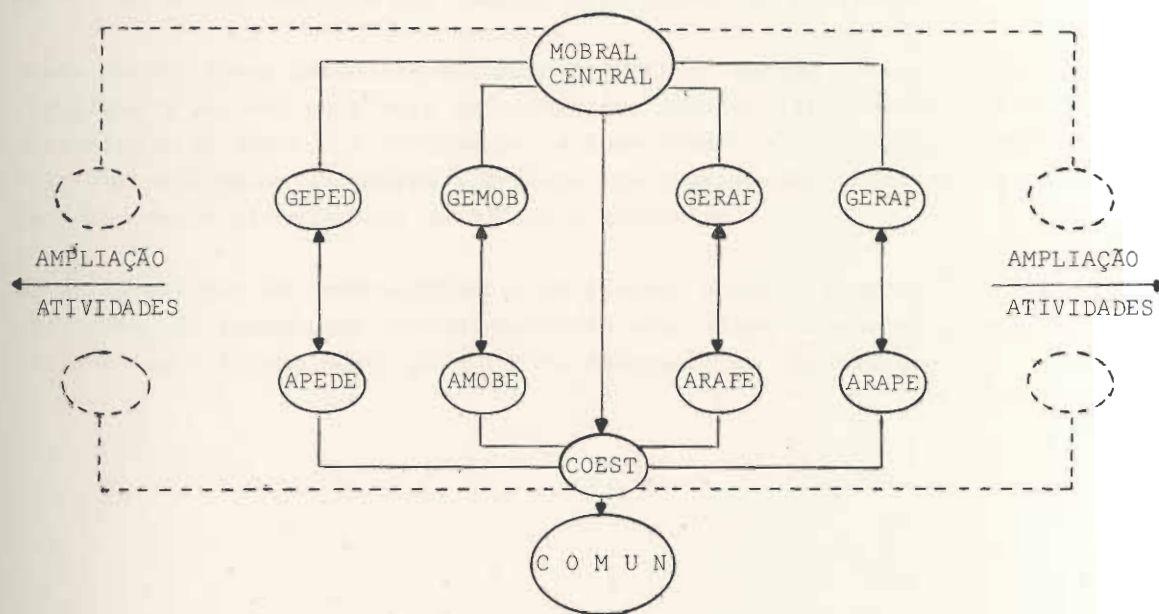 MOBRAL
CENTRAL
GEPED
GEMOB
GERAF
GERAP
AMPLIAÇÃO
ATIVIDADES
AMPLIAÇÃO
ATIVIDADES
APEDE
AMOBE
ARAFE
ARAPE
COEST
C O M U N